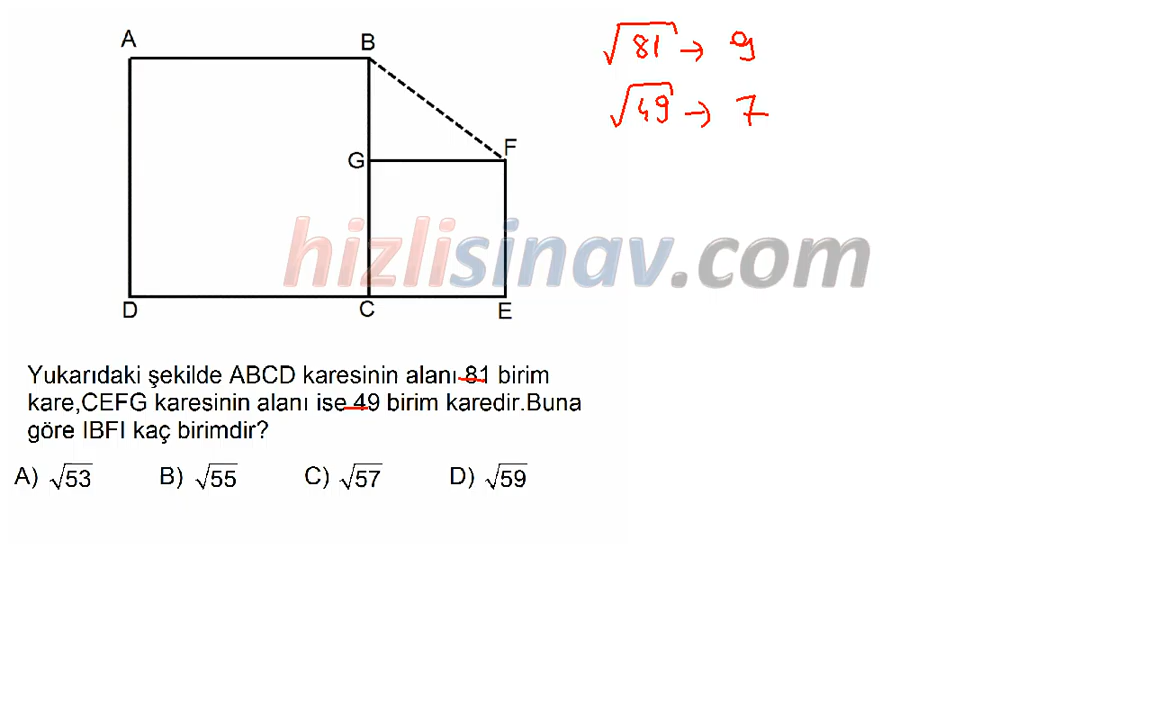 A
B
√81 → 9
√49 → 7
F
G
hizlisinav.com
D
C
E
Yukarıdaki şekilde ABCD karesinin alanı 81 birim
kare,CEFG karesinin alanı ise 49 birim karedir.Buna
göre IBFI kaç birimdir?
A) √53 B) √55 C) √57 D) √59